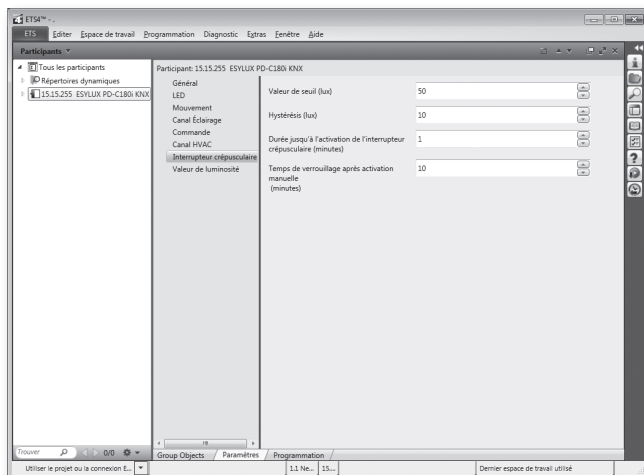 ETS4™ - .
ETS Éditer Espace de travail Programmation Diagnostic Extras Fenêtre Aide
Participants
Tous les participants
Répertoires dynamiques
15.15.255 ESYLUX PD-C180i KNX
Participant: 15.15.255 ESYLUX PD-C180i KNX
Général
LED
Mouvement
Canal Éclairage
Commande
Canal HVAC
Interrupteur crépusculaire
Valeur de luminosité
Valeur de seuil (lux) 50
Hystérésis (lux) 10
Durée jusqu'à l'activation de l'interrupteur 1
crépusculaire (minutes)
Temps de verrouillage après activation 10
manuelle
(minutes)
Trouver 0/0
Group Objects Paramètres Programmation
Utiliser le projet ou la connexion E... 1.1 Ne... 15.... Dernier espace de travail utilisé